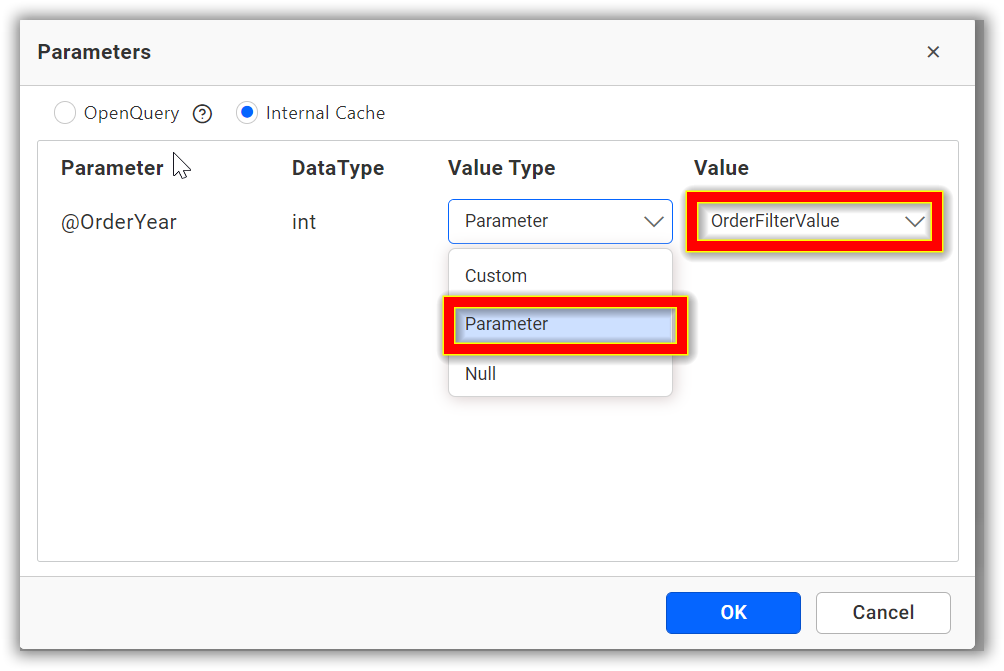 Parameters
OpenQuery ? Internal Cache
Parameter DataType Value Type Value
@OrderYear int Parameter OrderFilterValue
Custom
Parameter
Null
OK Cancel